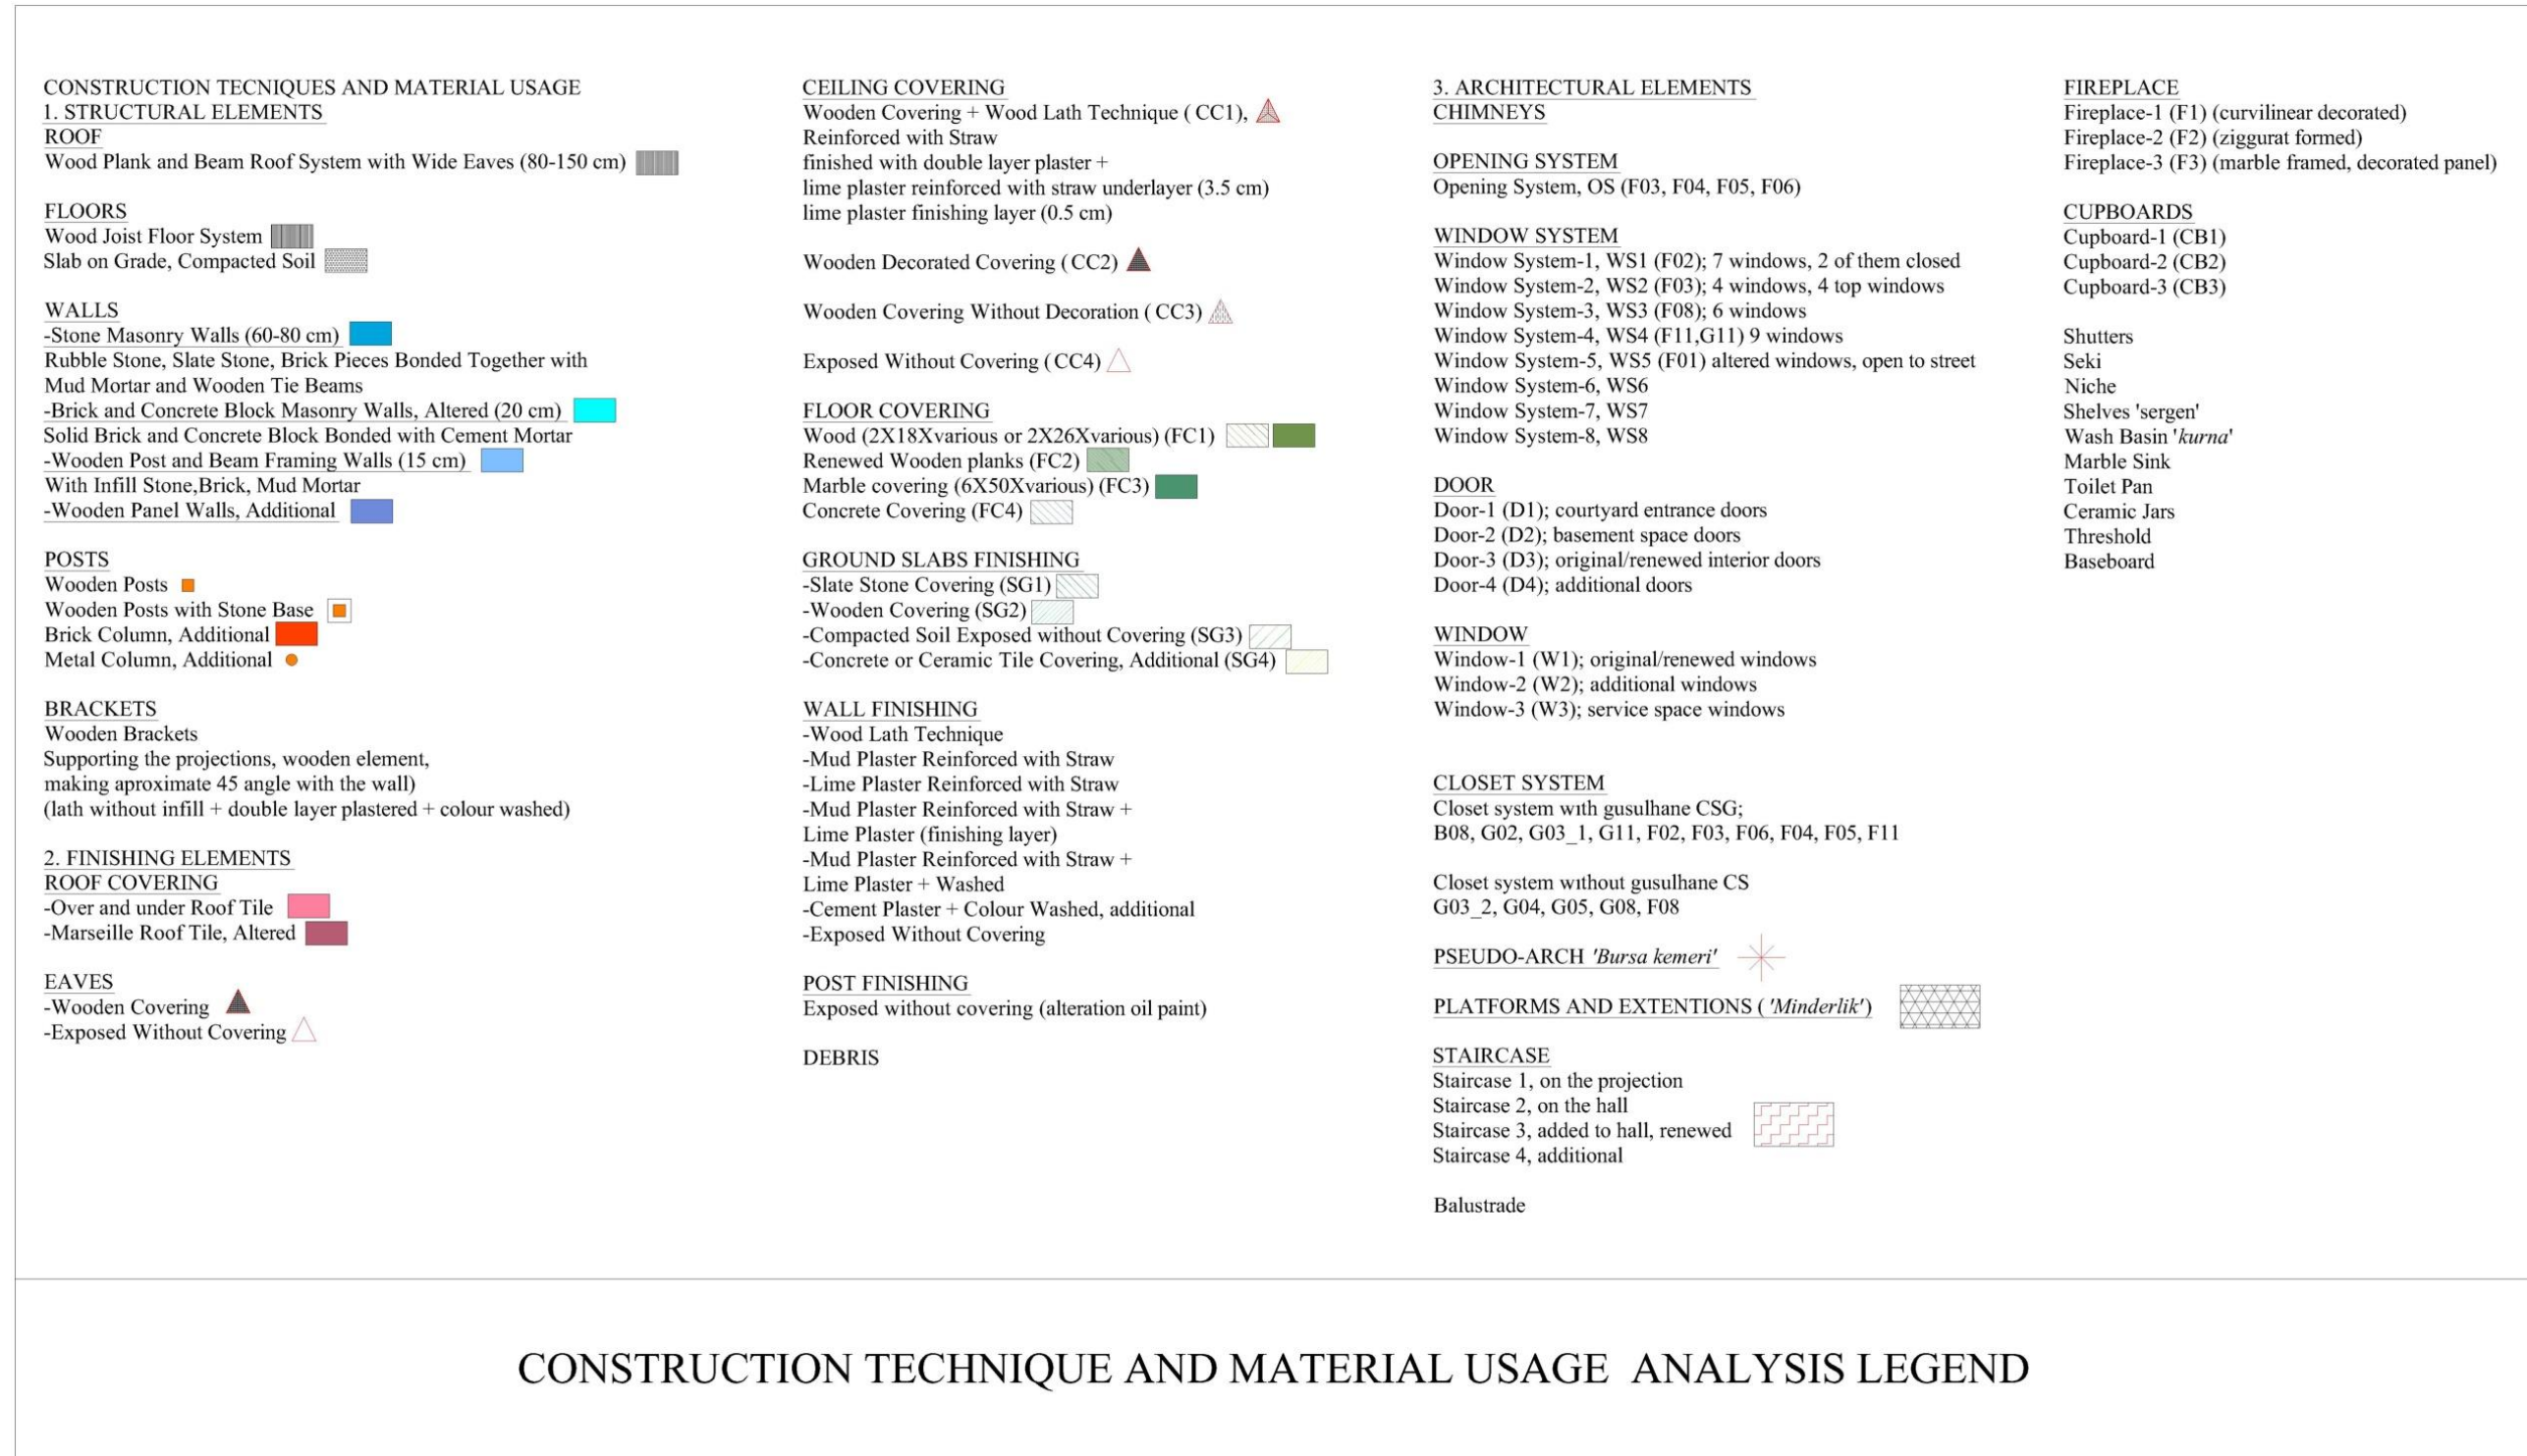 CONSTRUCTION TECNIQUES AND MATERIAL USAGE
1. STRUCTURAL ELEMENTS
ROOF
Wood Plank and Beam Roof System with Wide Eaves (80-150 cm)
FLOORS
Wood Joist Floor System
Slab on Grade, Compacted Soil
WALLS
-Stone Masonry Walls (60-80 cm)
Rubble Stone, Slate Stone, Brick Pieces Bonded Together with
Mud Mortar and Wooden Tie Beams
-Brick and Concrete Block Masonry Walls, Altered (20 cm)
Solid Brick and Concrete Block Bonded with Cement Mortar
-Wooden Post and Beam Framing Walls (15 cm)
With Infill Stone,Brick, Mud Mortar
-Wooden Panel Walls, Additional
POSTS
Wooden Posts
Wooden Posts with Stone Base
Brick Column, Additional
Metal Column, Additional
BRACKETS
Wooden Brackets
Supporting the projections, wooden element,
making aproximate 45 angle with the wall)
(lath without infill + double layer plastered + colour washed)
2. FINISHING ELEMENTS
ROOF COVERING
-Over and under Roof Tile
-Marseille Roof Tile, Altered
EAVES
-Wooden Covering
-Exposed Without Covering
CEILING COVERING
Wooden Covering + Wood Lath Technique ( CC1),
Reinforced with Straw
finished with double layer plaster +
lime plaster reinforced with straw underlayer (3.5 cm)
lime plaster finishing layer (0.5 cm)
Wooden Decorated Covering ( CC2)
Wooden Covering Without Decoration ( CC3)
Exposed Without Covering ( CC4)
FLOOR COVERING
Wood (2X18Xvarious or 2X26Xvarious) (FC1)
Renewed Wooden planks (FC2)
Marble covering (6X50Xvarious) (FC3)
Concrete Covering (FC4)
GROUND SLABS FINISHING
-Slate Stone Covering (SG1)
-Wooden Covering (SG2)
-Compacted Soil Exposed without Covering (SG3)
-Concrete or Ceramic Tile Covering, Additional (SG4)
WALL FINISHING
-Wood Lath Technique
-Mud Plaster Reinforced with Straw
-Lime Plaster Reinforced with Straw
-Mud Plaster Reinforced with Straw +
Lime Plaster (finishing layer)
-Mud Plaster Reinforced with Straw +
Lime Plaster + Washed
-Cement Plaster + Colour Washed, additional
-Exposed Without Covering
POST FINISHING
Exposed without covering (alteration oil paint)
DEBRIS
3. ARCHITECTURAL ELEMENTS
CHIMNEYS
OPENING SYSTEM
Opening System, OS (F03, F04, F05, F06)
WINDOW SYSTEM
Window System-1, WS1 (F02); 7 windows, 2 of them closed
Window System-2, WS2 (F03); 4 windows, 4 top windows
Window System-3, WS3 (F08); 6 windows
Window System-4, WS4 (F11,G11) 9 windows
Window System-5, WS5 (F01) altered windows, open to street
Window System-6, WS6
Window System-7, WS7
Window System-8, WS8
DOOR
Door-1 (D1); courtyard entrance doors
Door-2 (D2); basement space doors
Door-3 (D3); original/renewed interior doors
Door-4 (D4); additional doors
WINDOW
Window-1 (W1); original/renewed windows
Window-2 (W2); additional windows
Window-3 (W3); service space windows
CLOSET SYSTEM
Closet system wıth gusulhane CSG;
B08, G02, G03_1, G11, F02, F03, F06, F04, F05, F11
Closet system wıthout gusulhane CS
G03_2, G04, G05, G08, F08
PSEUDO-ARCH 'Bursa kemeri'
PLATFORMS AND EXTENTIONS ( 'Minderlik')
STAIRCASE
Staircase 1, on the projection
Staircase 2, on the hall
Staircase 3, added to hall, renewed
Staircase 4, additional
Balustrade
FIREPLACE
Fireplace-1 (F1) (curvilinear decorated)
Fireplace-2 (F2) (ziggurat formed)
Fireplace-3 (F3) (marble framed, decorated panel)
CUPBOARDS
Cupboard-1 (CB1)
Cupboard-2 (CB2)
Cupboard-3 (CB3)
Shutters
Seki
Niche
Shelves 'sergen'
Wash Basin 'kurna'
Marble Sink
Toilet Pan
Ceramic Jars
Threshold
Baseboard
CONSTRUCTION TECHNIQUE AND MATERIAL USAGE ANALYSIS LEGEND